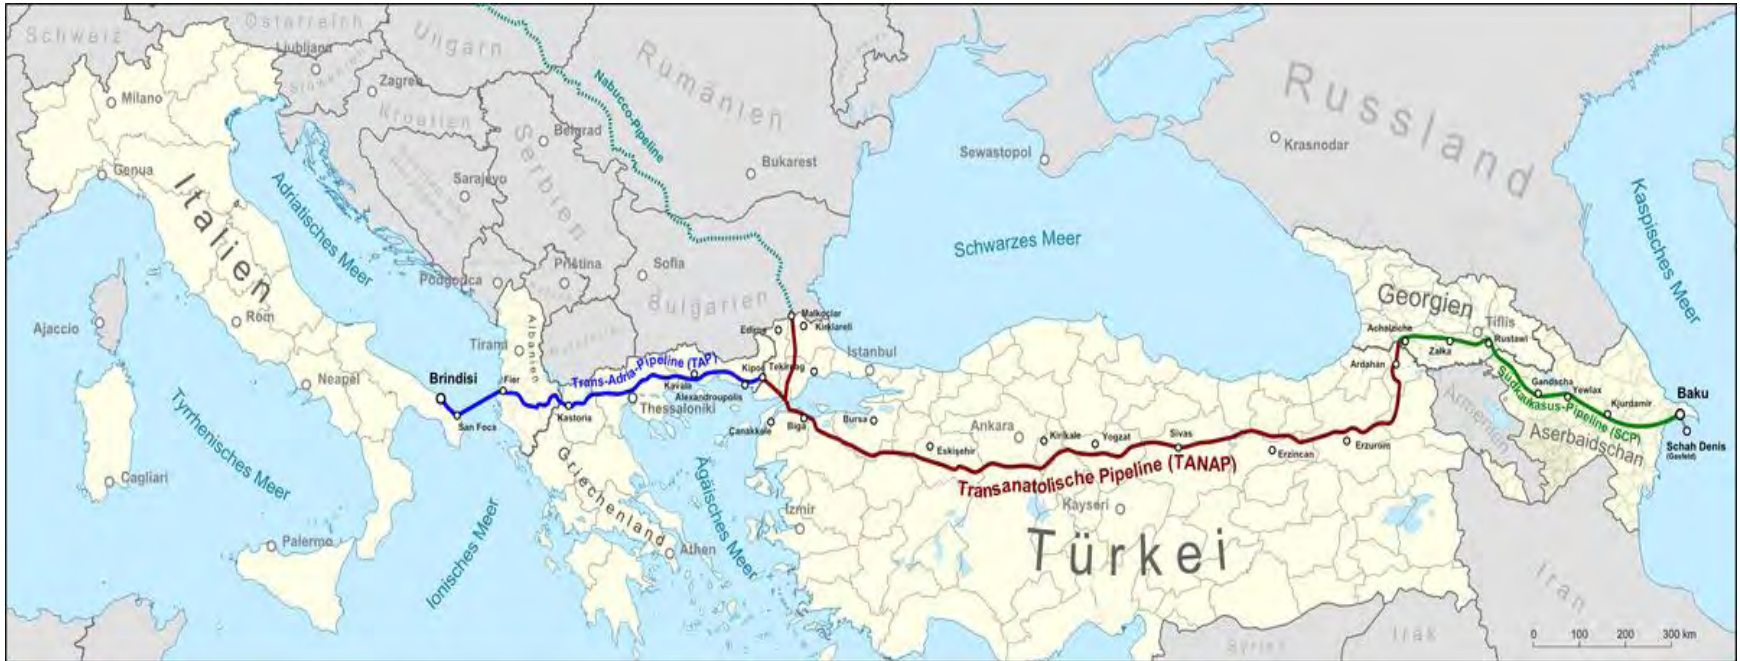 Schweiz
Österreich
Ljubljana
Slowenien
Ungarn
Rumänien
Russland
Milano
Zagreb
Kroatien
Nabucco-Pipeline
Belgrad
Serbien
Bukarest
Sewastopol
Krasnodar
Genua
Italien
Adriatisches Meer
Sarajevo
Kaspisches Meer
Schwarzes Meer
Podgorica
Priština
Sofia
Bulgarien
Georgien
Tiflis
Ajaccio
Rom
Tirana
Albanien
Edirne
Malkoçlar
Kirklareli
Istanbul
Achalziche
Zalka
Rustawi
Trans-Adria-Pipeline (TAP)
Kipoi
Tekirdag
Ardahan
Neapel
Brindisi
Fier
Kavala
Alexandroupolis
Gandscha
Yewlax
Südkaukasus-Pipeline (SCP)
Kjurdamir
Baku
Tyrrhenisches Meer
San Foca
Kastoria
Thessaloniki
Çanakkale
Biga
Bursa
Ankara
Kirikale
Yogzat
Sivas
Erzincan
Erzurom
Armenien
Aserbaidschan
Schah Denis
(Gasfeld)
Eskişehir
Transanatolische Pipeline (TANAP)
Cagliari
Griechenland
Ägäisches Meer
Izmir
Kayseri
Palermo
Ionisches Meer
Athen
Türkei
Iran
Irak
Syrien
0 100 200 300 km